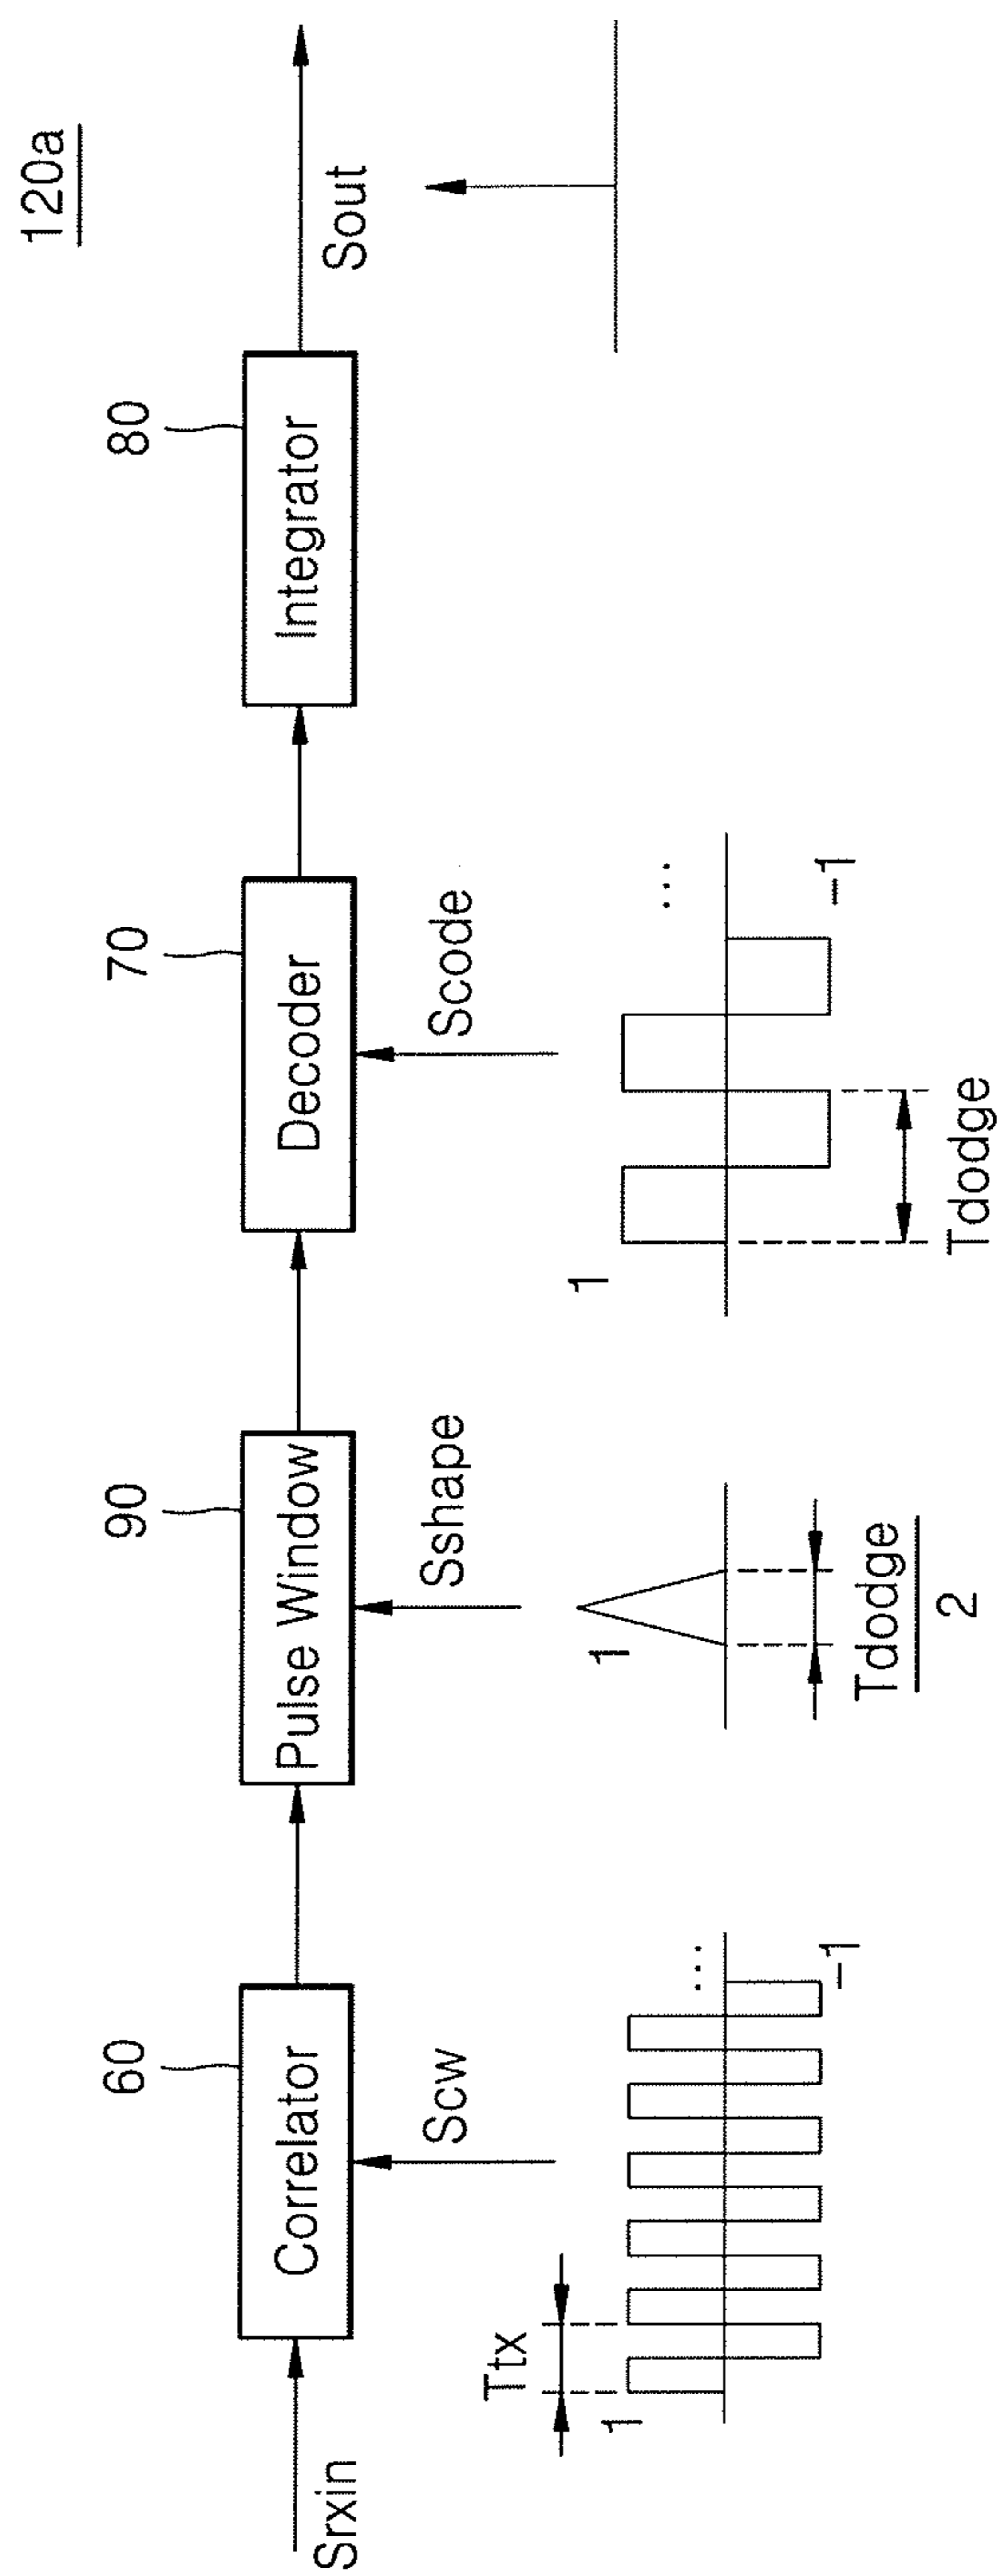 120a
60
90
70
80
Srxin
Correlator
Pulse Window
Decoder
Integrator
Sout
Scw
Sshape
Scode
Ttx
1
...
-1
1
Tdodge
2
1
...
-1
Tdodge